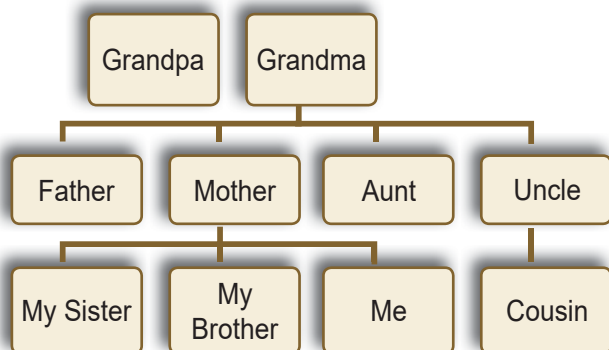 Grandpa
Grandma
Father
Mother
Aunt
Uncle
My Sister
My
Brother
Me
Cousin